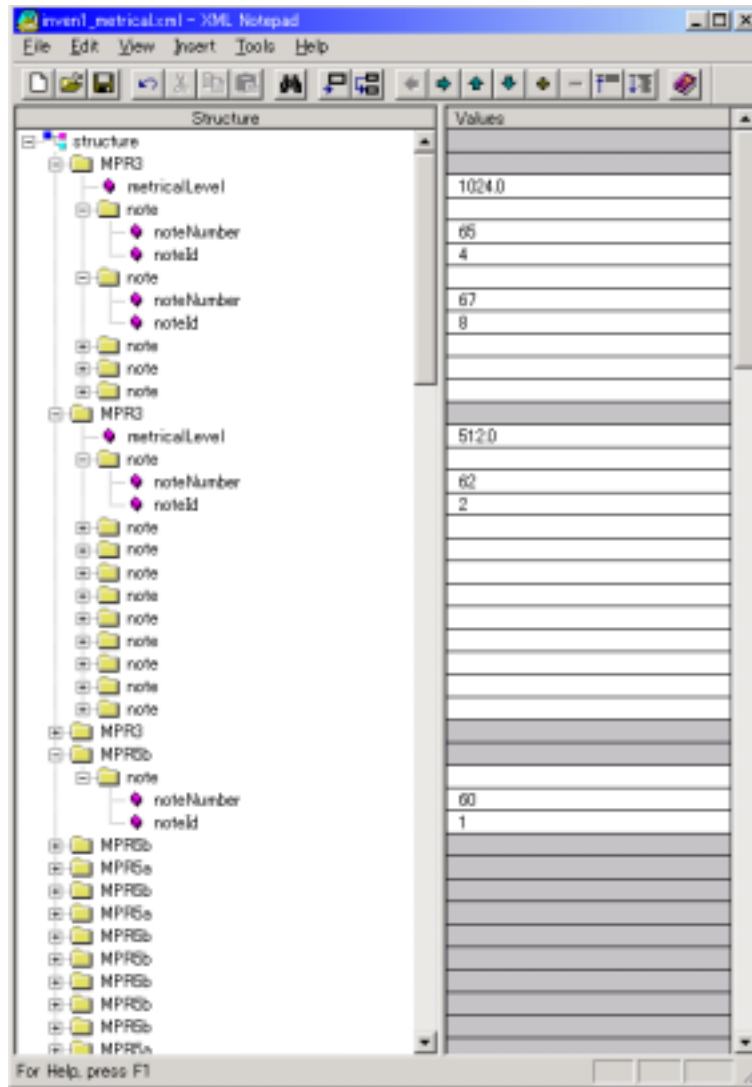 inven1_metrical.xml - XML Notepad
File Edit View Insert Tools Help
Structure Values
structure
MPR3
metricalLevel 1024.0
note
noteNumber 65
noteId 4
note
noteNumber 67
noteId 8
note
note
note
MPR3
metricalLevel 512.0
note
noteNumber 62
noteId 2
note
note
note
note
note
note
note
note
note
MPR3
MPR5b
note
noteNumber 60
noteId 1
MPR5b
MPR5a
MPR5b
MPR5a
MPR5b
MPR5b
MPR5b
MPR5b
MPR5b
MPR5a
For Help, press F1